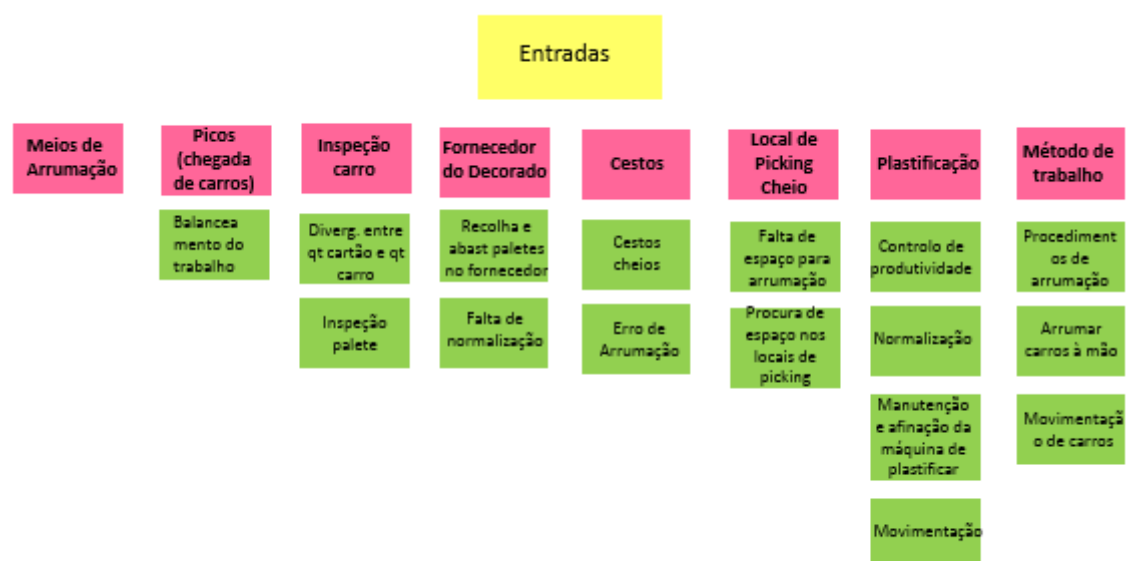 Entradas
Meios de
Arrumação
Picos
(chegada
de carros)
Inspeção
carro
Fornecedor
do Decorado
Cestos
Local de
Picking
Cheio
Plastificação
Método de
trabalho
Balancea
mento do
trabalho
Diverg. entre
qt cartão e qt
carro
Recolha e
abast paletes
no fornecedor
Cestos
cheios
Falta de
espaço para
arrumação
Controlo de
produtividade
Procediment
os de
arrumação
Inspeção
palete
Falta de
normalização
Erro de
Arrumação
Procura de
espaço nos
locais de
picking
Normalização
Arrumar
carros à mão
Manutenção
e afinação da
máquina de
plastificar
Movimentaçã
o de carros
Movimentação